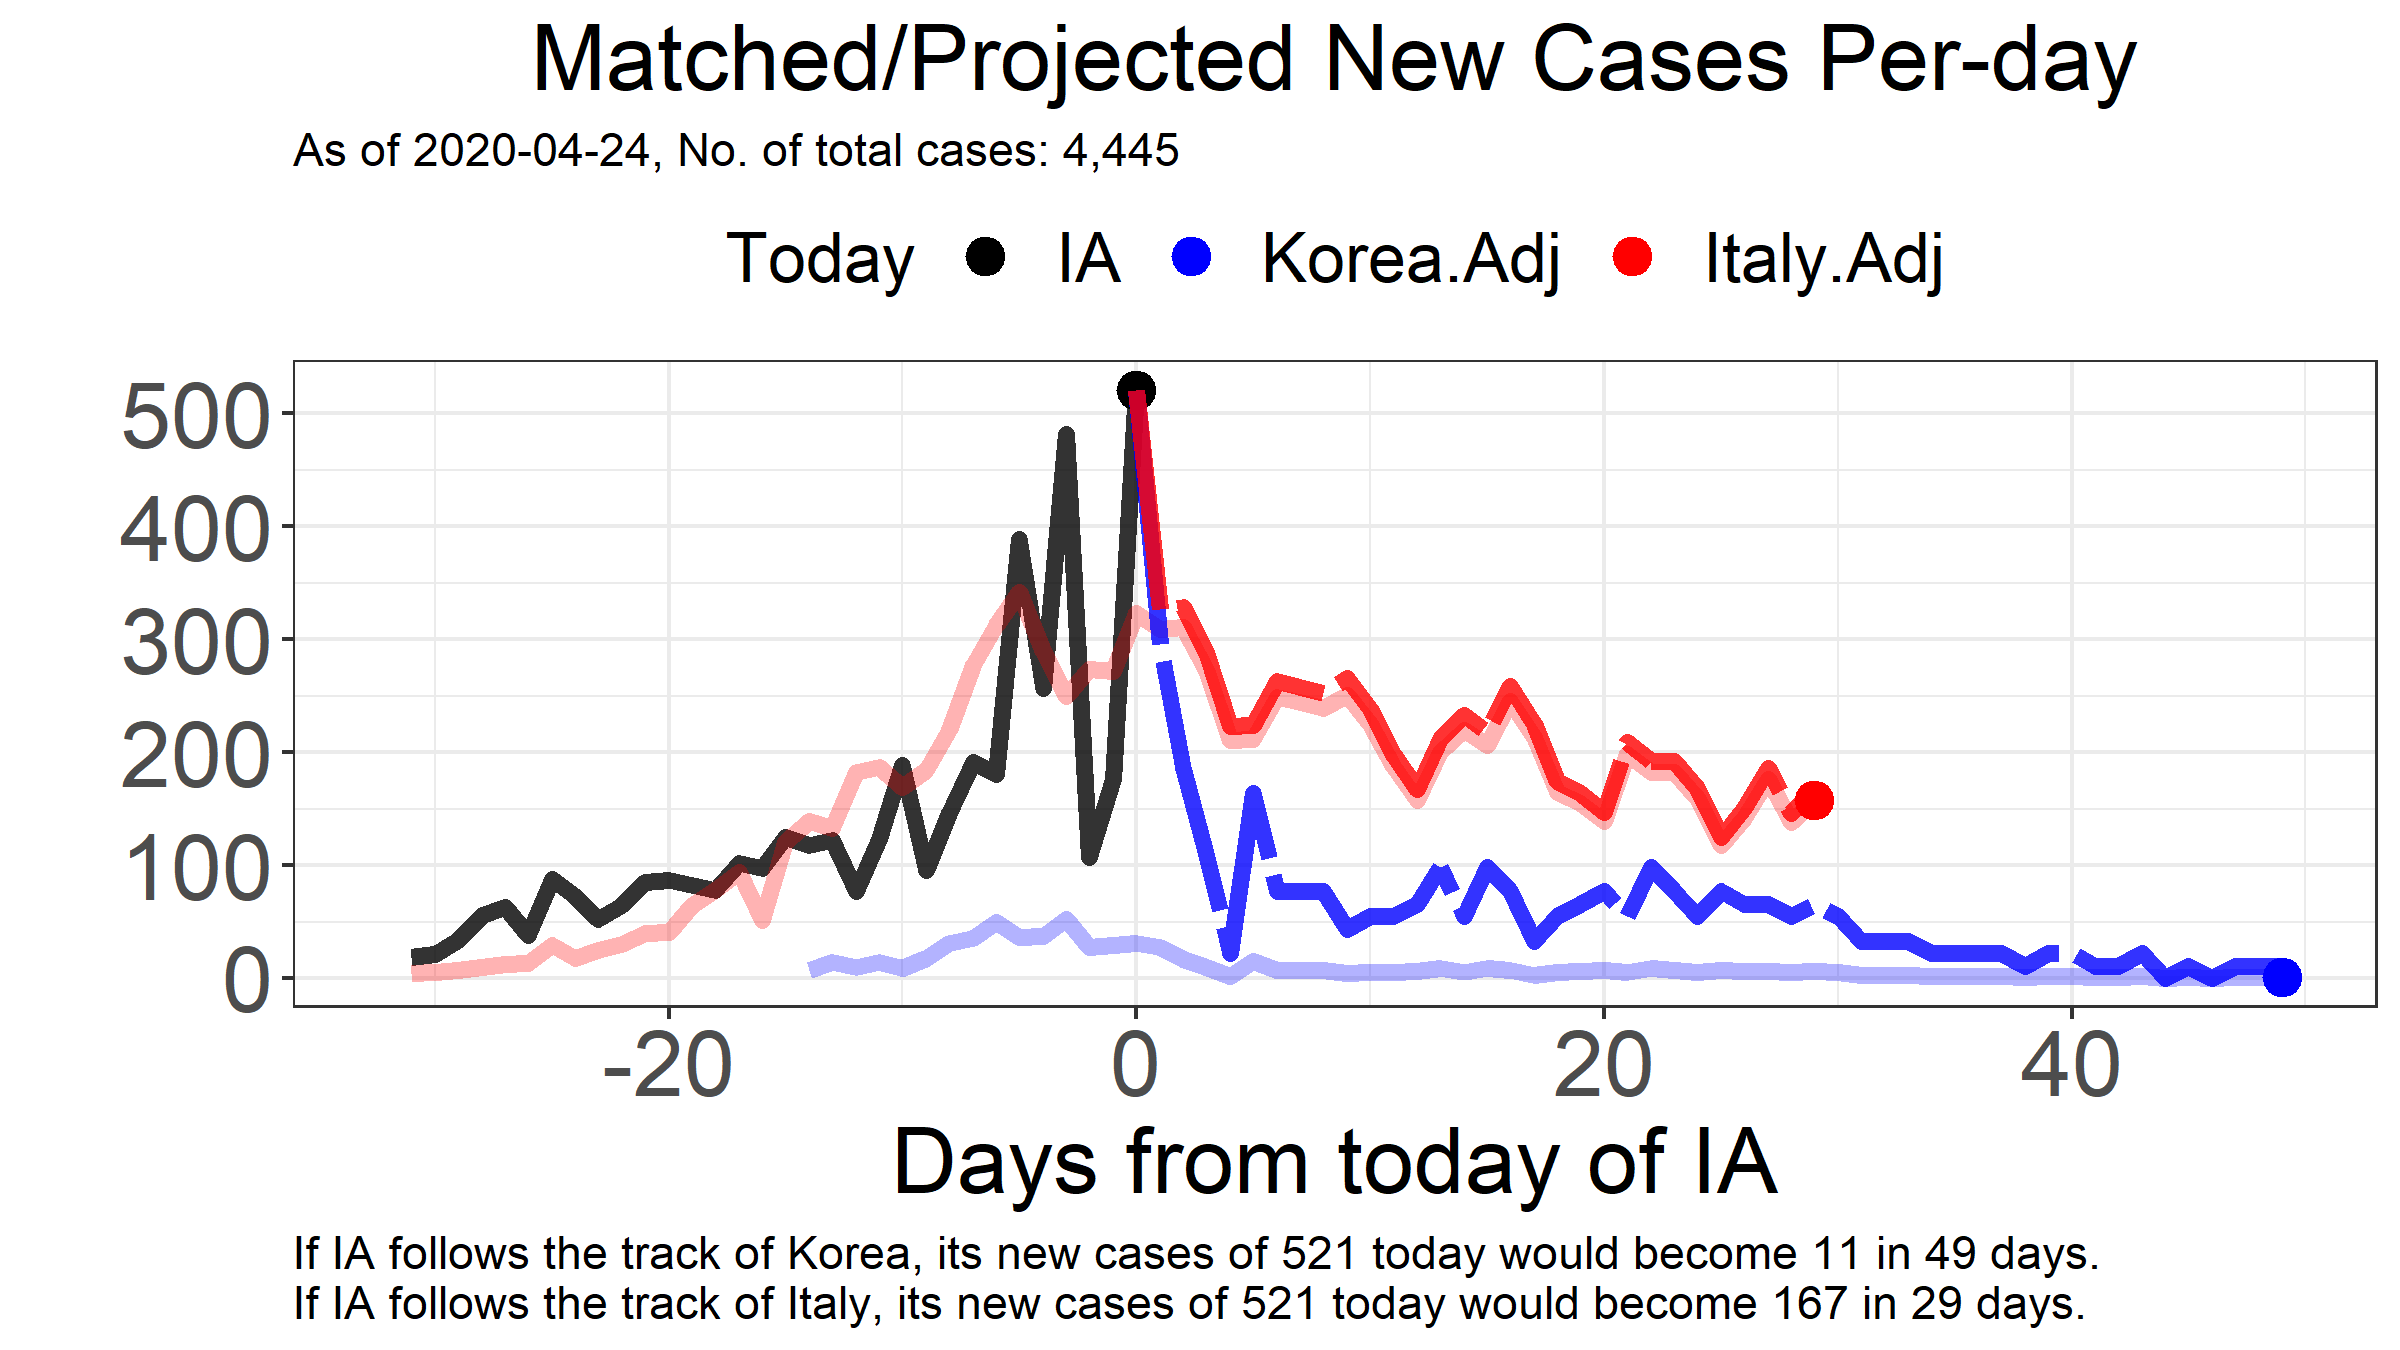 Matched/Projected New Cases Per-day
As of 2020-04-24, No. of total cases: 4,445
Today IA Korea.Adj Italy.Adj
500
400
300
200
100
0
-20 0 20 40
Days from today of IA
If IA follows the track of Korea, its new cases of 521 today would become 11 in 49 days.
If IA follows the track of Italy, its new cases of 521 today would become 167 in 29 days.